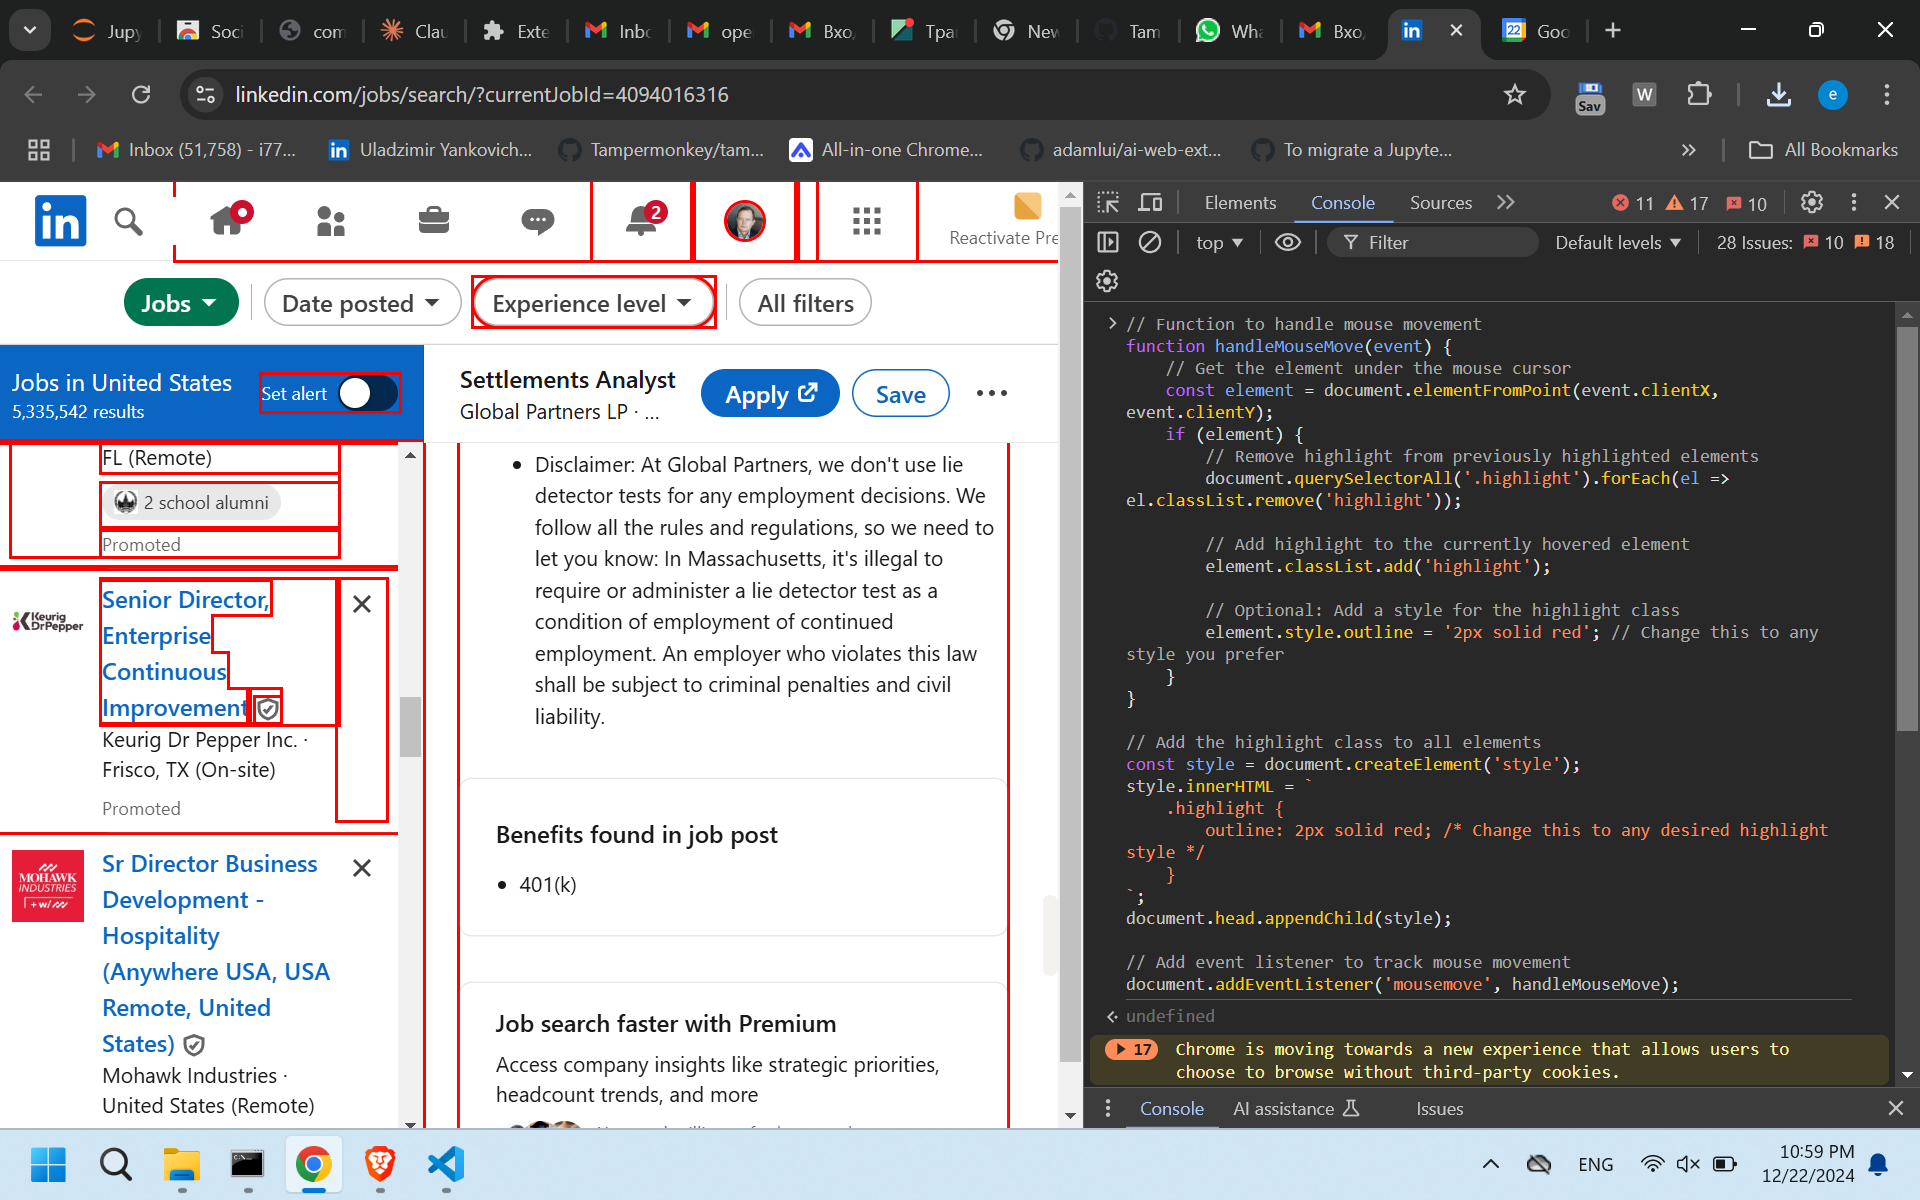 Jupy
Soci
com
Clau
Exte
Inbo
ope
Bxo,
Tpa
New
Tam
Wha
Bxo,
Goo
linkedin.com/jobs/search/?currentJobId=4094016316
Sav
W
e
Inbox (51,758) - i77...
Uladzimir Yankovich...
Tampermonkey/tam...
All-in-one Chrome...
adamlui/ai-web-ext...
To migrate a Jupyte...
All Bookmarks
in
2
Reactivate Pre
Jobs
Date posted
Experience level
All filters
Jobs in United States
5,335,542 results
Set alert
FL (Remote)
2 school alumni
Promoted
Keurig
DrPepper
Senior Director,
Enterprise
Continuous
Improvement
Keurig Dr Pepper Inc. ·
Frisco, TX (On-site)
Promoted
MOHAWK
INDUSTRIES
Sr Director Business
Development -
Hospitality
(Anywhere USA, USA
Remote, United
States)
Mohawk Industries ·
United States (Remote)
Settlements Analyst
Global Partners LP · ...
Apply
Save
• Disclaimer: At Global Partners, we don't use lie
detector tests for any employment decisions. We
follow all the rules and regulations, so we need to
let you know: In Massachusetts, it's illegal to
require or administer a lie detector test as a
condition of employment of continued
employment. An employer who violates this law
shall be subject to criminal penalties and civil
liability.
Benefits found in job post
• 401(k)
Job search faster with Premium
Access company insights like strategic priorities,
headcount trends, and more
Elements
Console
Sources
11
17
10
top
Filter
Default levels
28 Issues:
10
18
// Function to handle mouse movement
function handleMouseMove(event) {
    // Get the element under the mouse cursor
    const element = document.elementFromPoint(event.clientX,
event.clientY);
    if (element) {
        // Remove highlight from previously highlighted elements
        document.querySelectorAll('.highlight').forEach(el =>
el.classList.remove('highlight'));
        // Add highlight to the currently hovered element
        element.classList.add('highlight');
        // Optional: Add a style for the highlight class
        element.style.outline = '2px solid red'; // Change this to any
style you prefer
    }
}
// Add the highlight class to all elements
const style = document.createElement('style');
style.innerHTML = `
    .highlight {
        outline: 2px solid red; /* Change this to any desired highlight
style */
    }
`;
document.head.appendChild(style);
// Add event listener to track mouse movement
document.addEventListener('mousemove', handleMouseMove);
undefined
17
Chrome is moving towards a new experience that allows users to
choose to browse without third-party cookies.
Console
AI assistance
Issues
ENG
10:59 PM
12/22/2024